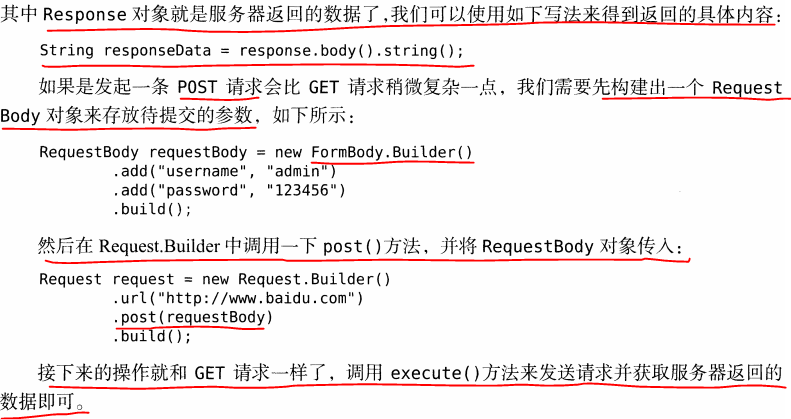 其中 Response 对象就是服务器返回的数据了,我们可以使用如下写法来得到返回的具体内容:
String responseData = response.body().string();
如果是发起一条 POST 请求会比 GET 请求稍微复杂一点，我们需要先构建出一个 Request
Body 对象来存放待提交的参数，如下所示：
RequestBody requestBody = new FormBody.Builder()
.add("username", "admin")
.add("password", "123456")
.build();
然后在 Request.Builder 中调用一下 post()方法，并将 RequestBody 对象传入：
Request request = new Request.Builder()
.url("http://www.baidu.com")
.post(requestBody)
.build();
接下来的操作就和 GET 请求一样了，调用 execute()方法来发送请求并获取服务器返回的
数据即可。